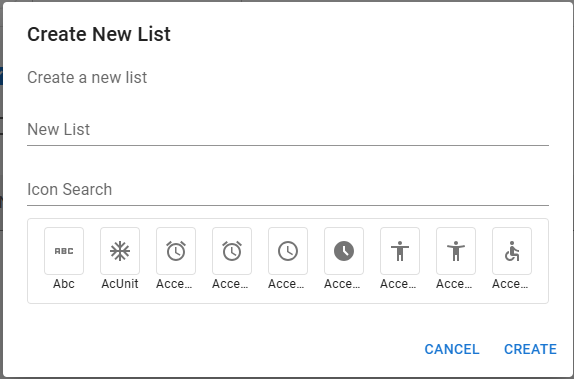 Create New List
Create a new list
New List
Icon Search
ABC
Abc AcUnit Acce... Acce... Acce... Acce... Acce... Acce... Acce...
CANCEL CREATE